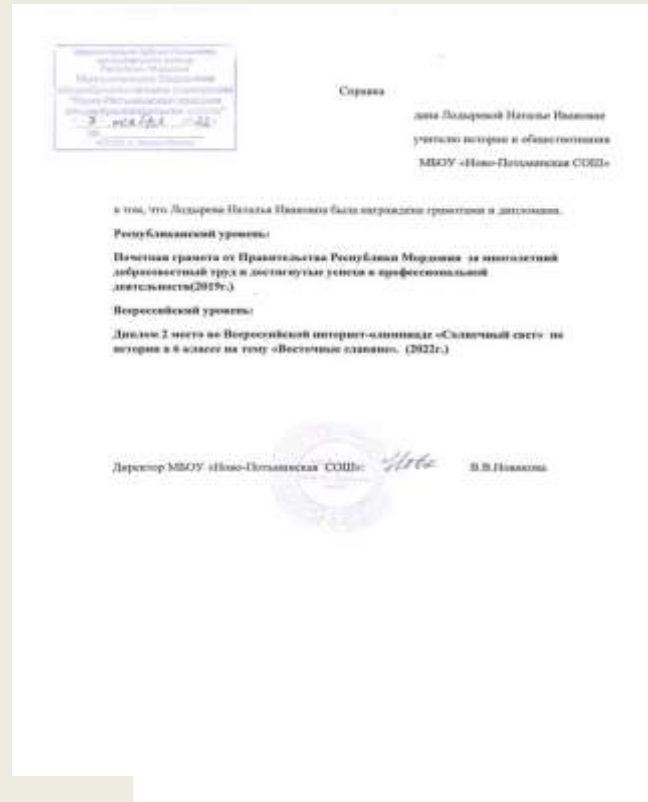 Справка
дана Лодыревой Наталье Ивановне
учителю истории и обществознания
МБОУ «Ново-Потьминская СОШ»
в том, что Лодырева Наталья Ивановна была награждена грамотами и дипломами.
Республиканский уровень:
Почетная грамота от Правительства Республики Мордовия за многолетний
добросовестный труд и достигнутые успехи в профессиональной
деятельности(2019г.)
Всероссийский уровень:
Диплом 2 место во Всероссийской интернет-олимпиаде «Солнечный свет» по
истории в 6 классе на тему «Восточные славяне». (2022г.)
Директор МБОУ «Ново-Потьминская СОШ»: В.В.Новикова